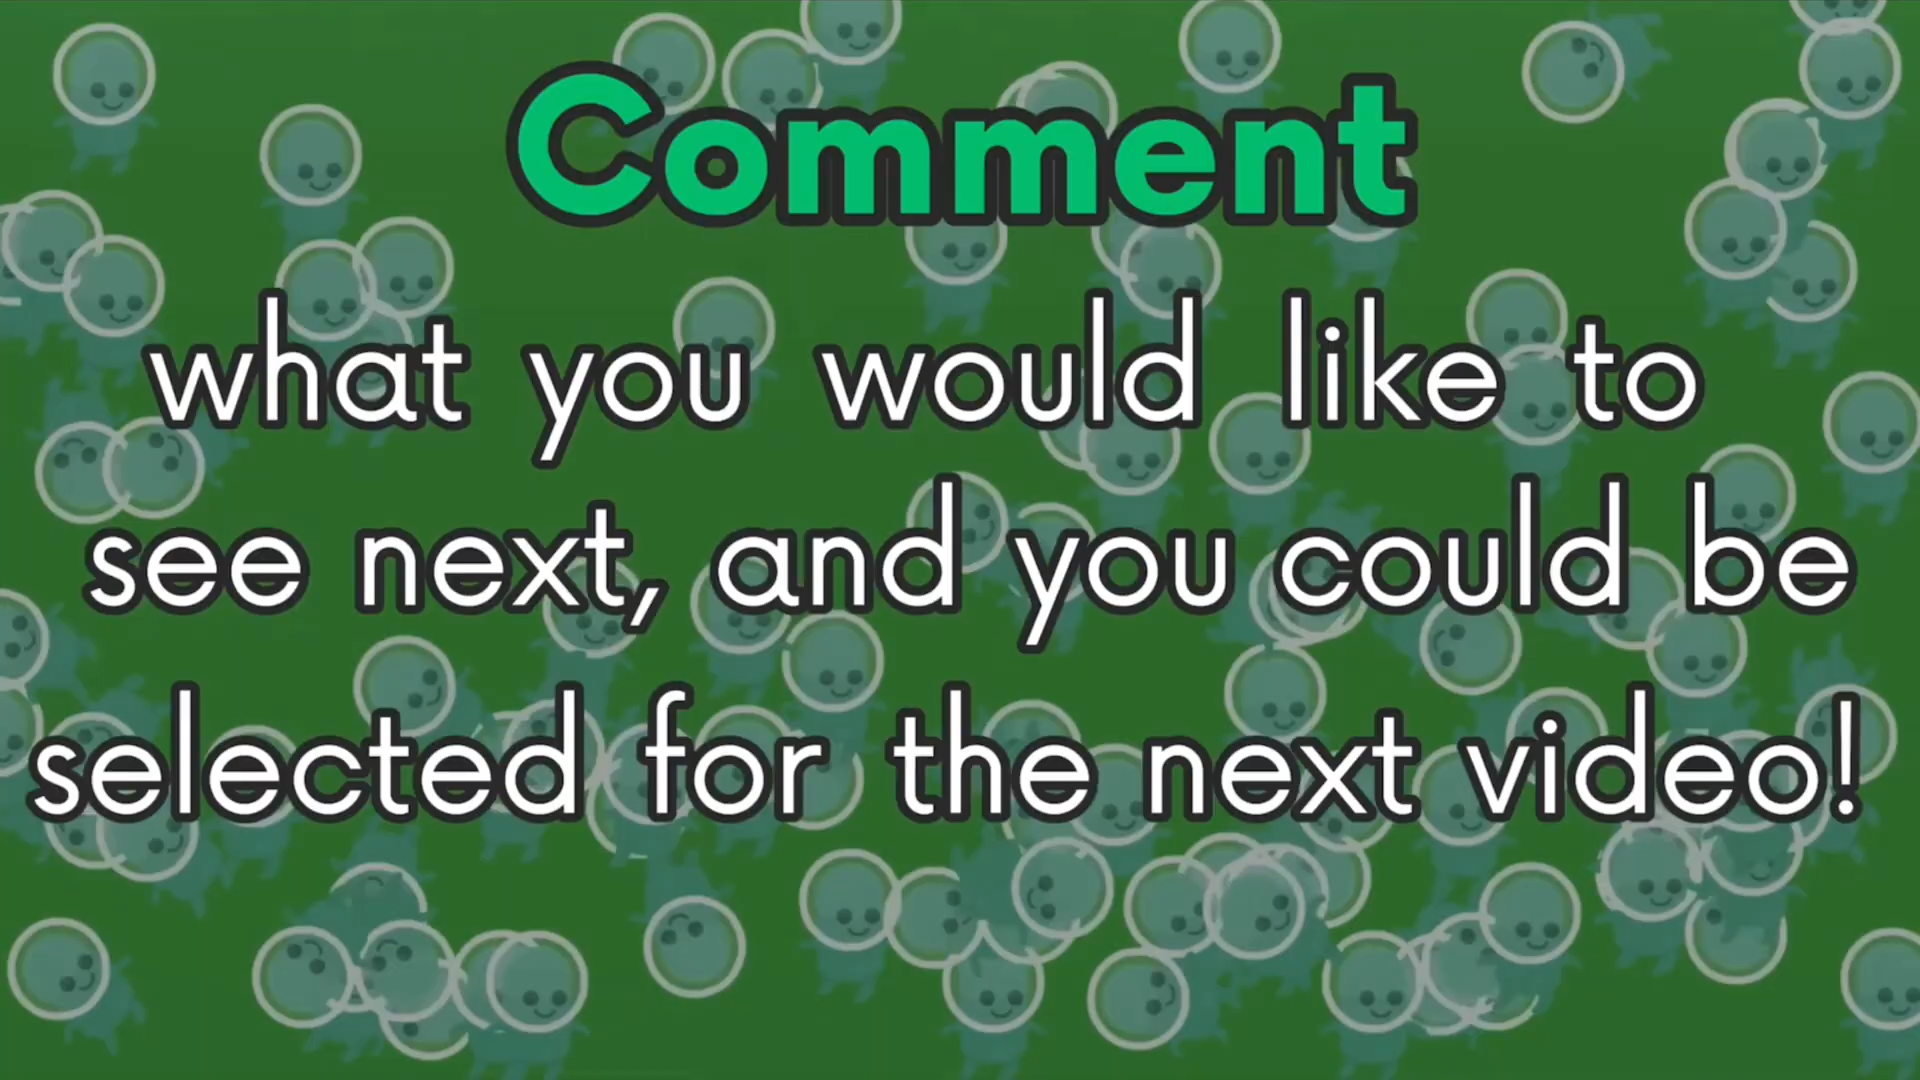 Comment
what you would like to
see next, and you could be
selected for the next video!